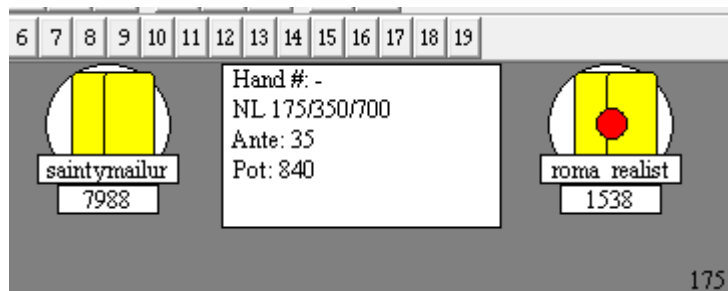 6 7 8 9 10 11 12 13 14 15 16 17 18 19
Hand #: -
NL 175/350/700
Ante: 35
Pot: 840
saintymailur
7988
roma_realist
1538
175